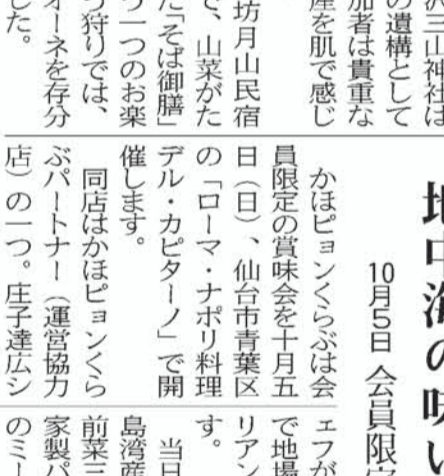 沢三山神社は
の遺構として
加者は貴重な
産を肌で感じ
坊月山民宿
で、山菜がた
た「そば御膳」
う一つのお楽
う狩りでは、
オーネを存分
した。
地中海の味い
10月5日 会員限定
かほピョンくらぶは会
員限定の賞味会を十月五
日（日）、仙台市青葉区
の「ローマ・ナポリ料理
デル・カピターノ」で開
催します。
同店はかほピョンくら
ぶパートナー（運営協力
店）の一つ。庄子達広シ
ェフが
で地場
リアン
す。
当日
島湾産
前菜三
家製パ
のミー